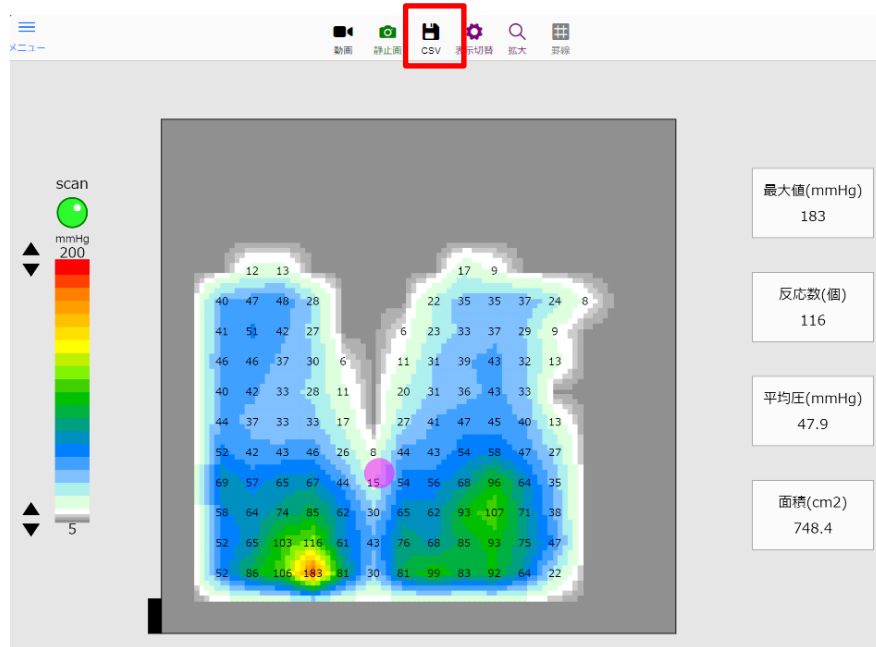 メニュー
動画 静止画 CSV 表示切替 拡大 罫線
scan
mmHg
200
5
12 13 17 9
40 47 48 28 22 35 35 37 24 8
41 51 42 27 6 23 33 37 29 9
46 46 37 30 6 11 31 39 43 32 13
40 42 33 28 11 20 31 36 43 33
44 37 33 33 17 27 41 47 45 40 13
52 42 43 46 26 8 44 43 54 58 47 27
69 57 65 67 44 15 54 56 68 96 64 35
58 64 74 85 62 30 65 62 93 107 71 38
52 65 103 116 61 43 76 68 85 93 75 47
52 86 106 183 81 30 81 99 83 92 64 22
最大値(mmHg)
183
反応数(個)
116
平均圧(mmHg)
47.9
面積(cm2)
748.4